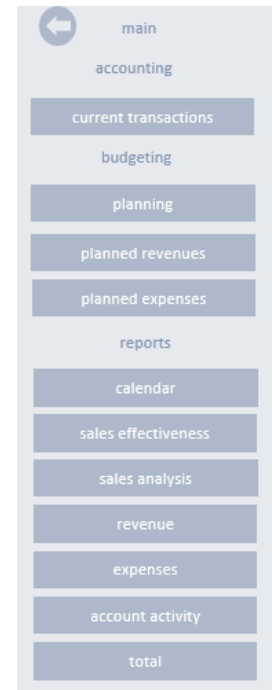 main
accounting
current transactions
budgeting
planning
planned revenues
planned expenses
reports
calendar
sales effectiveness
sales analysis
revenue
expenses
account activity
total